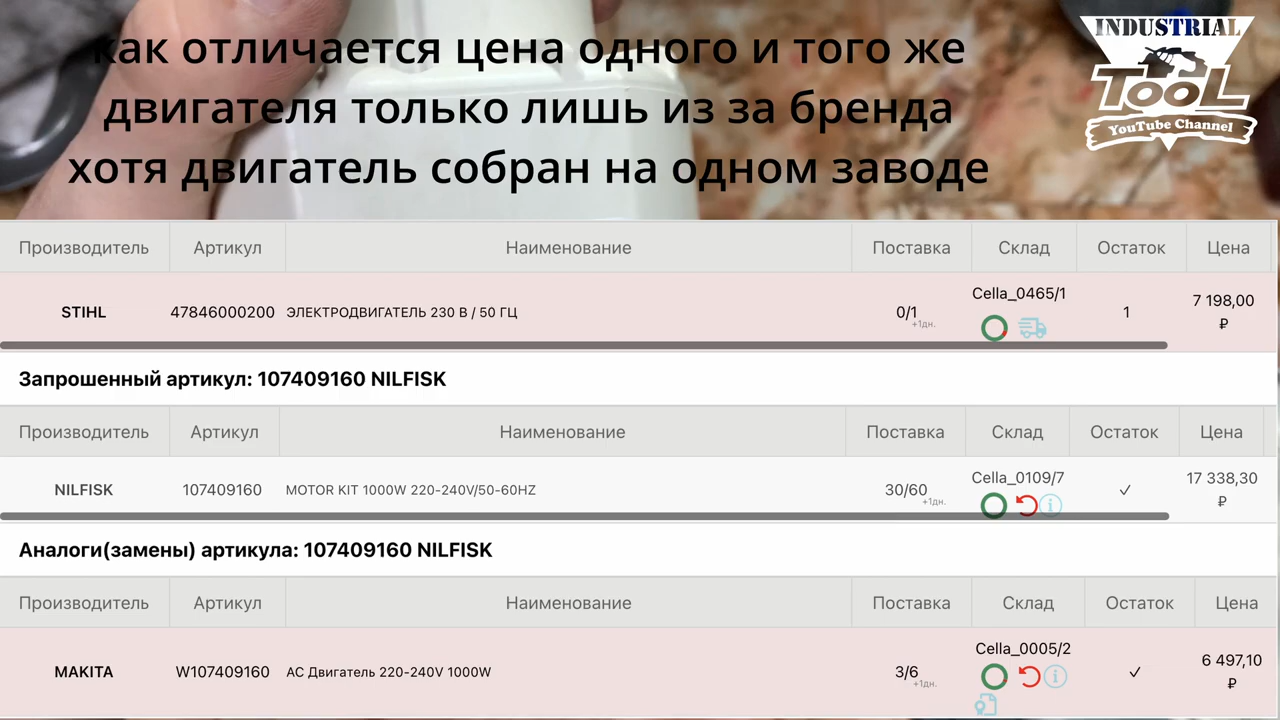 как отличается цена одного и того же
двигателя только лишь из за бренда
хотя двигатель собран на одном заводе
INDUSTRIAL
TOOL
YouTube Channel
Производитель Артикул Наименование Поставка Склад Остаток Цена
STIHL 47846000200 ЭЛЕКТРОДВИГАТЕЛЬ 230 В / 50 ГЦ 0/1 +1дн. Cella_0465/1 1 7 198,00 ₽
Запрошенный артикул: 107409160 NILFISK
Производитель Артикул Наименование Поставка Склад Остаток Цена
NILFISK 107409160 MOTOR KIT 1000W 220-240V/50-60HZ 30/60 +1дн. Cella_0109/7 ✓ 17 338,30 ₽
Аналоги(замены) артикула: 107409160 NILFISK
Производитель Артикул Наименование Поставка Склад Остаток Цена
MAKITA W107409160 АС Двигатель 220-240V 1000W 3/6 +1дн. Cella_0005/2 ✓ 6 497,10 ₽